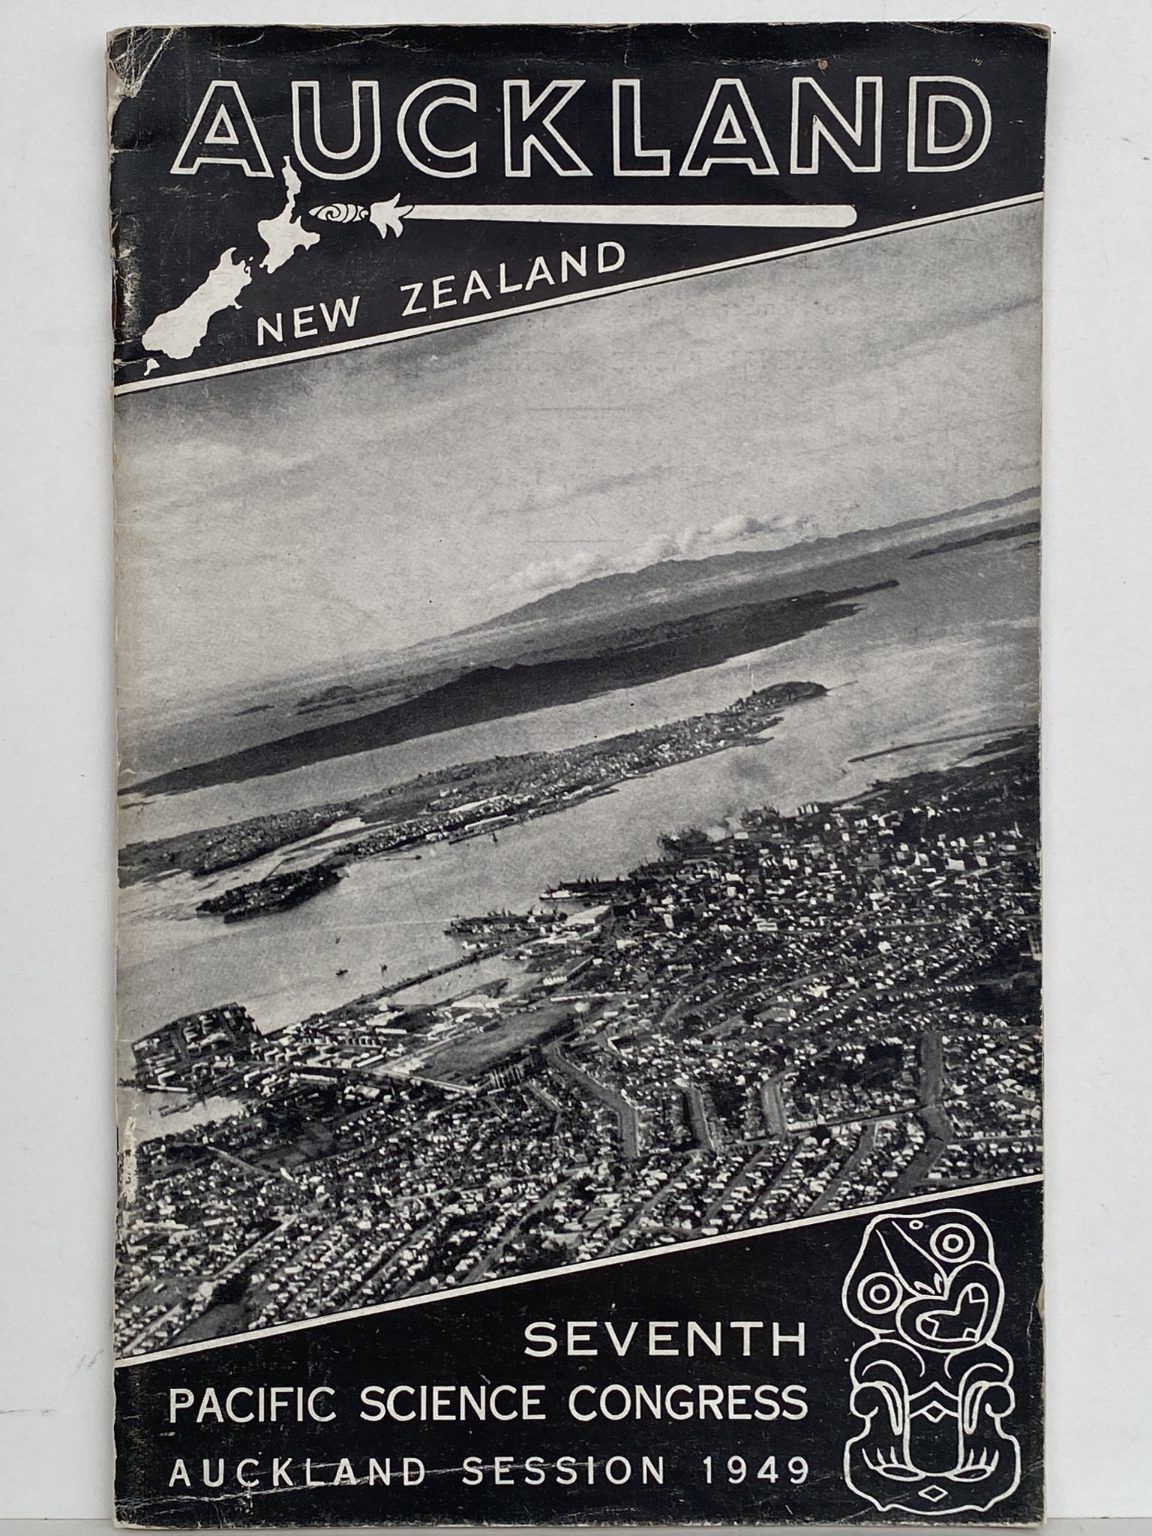 AUCKLAND
NEW ZEALAND
SEVENTH
PACIFIC SCIENCE CONGRESS
AUCKLAND SESSION 1949